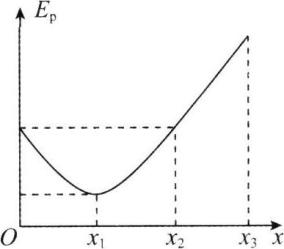 Eₚ
O x₁ x₂ x₃ x